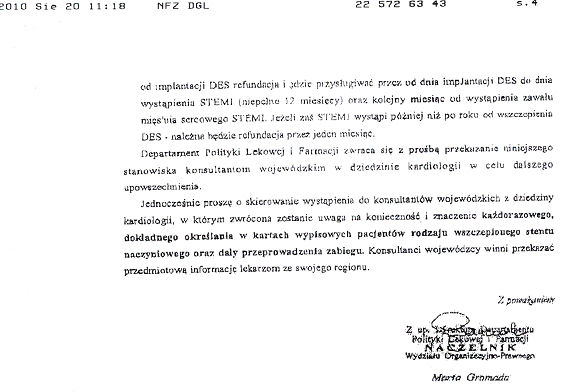 2010 Sie 20 11:18 NFZ DGL 22 572 63 43 s.4
od implantacji DES refundacja będzie przysługiwać przez od dnia implantacji DES do dnia
wystąpienia STEMI (niepełne 12 miesięcy) oraz kolejny miesiąc od wystąpienia zawału
mięśnia sercowego STEMI. Jeżeli zaś STEMI wystąpi później niż po roku od wszczepienia
DES - należna będzie refundacja przez jeden miesiąc.
Departament Polityki Lekowej i Farmacji zwraca się z prośbą przekazanie niniejszego
stanowiska konsultantom wojewódzkim w dziedzinie kardiologii w celu dalszego
upowszechnienia.
Jednocześnie proszę o skierowanie wystąpienia do konsultantów wojewódzkich z dziedziny
kardiologii, w którym zwrócona zostanie uwaga na konieczność i znaczenie każdorazowego,
dokładnego określania w kartach wypisowych pacjentów rodzaju wszczepionego stentu
naczyniowego oraz daty przeprowadzenia zabiegu. Konsultanci wojewódzcy winni przekazać
przedmiotową informację lekarzom ze swojego regionu.
Z poważaniem
Z up. Dyrektora Departamentu
Polityki Lekowej i Farmacji
NACZELNIK
Wydziału Organizacyjno-Prawnego
Marta Gromada